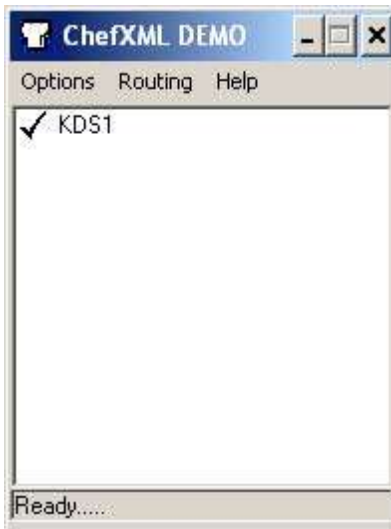 ChefXML DEMO
Options Routing Help
KDS1
Ready.....